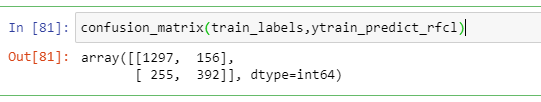 In [81]: confusion_matrix(train_labels,ytrain_predict_rfcl)
Out[81]: array([[1297, 156],
[ 255, 392]], dtype=int64)